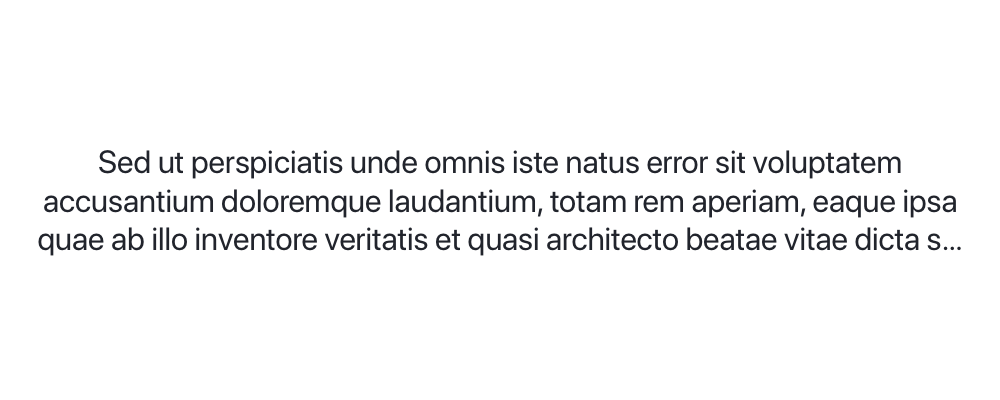 Sed ut perspiciatis unde omnis iste natus error sit voluptatem
accusantium doloremque laudantium, totam rem aperiam, eaque ipsa
quae ab illo inventore veritatis et quasi architecto beatae vitae dicta s...